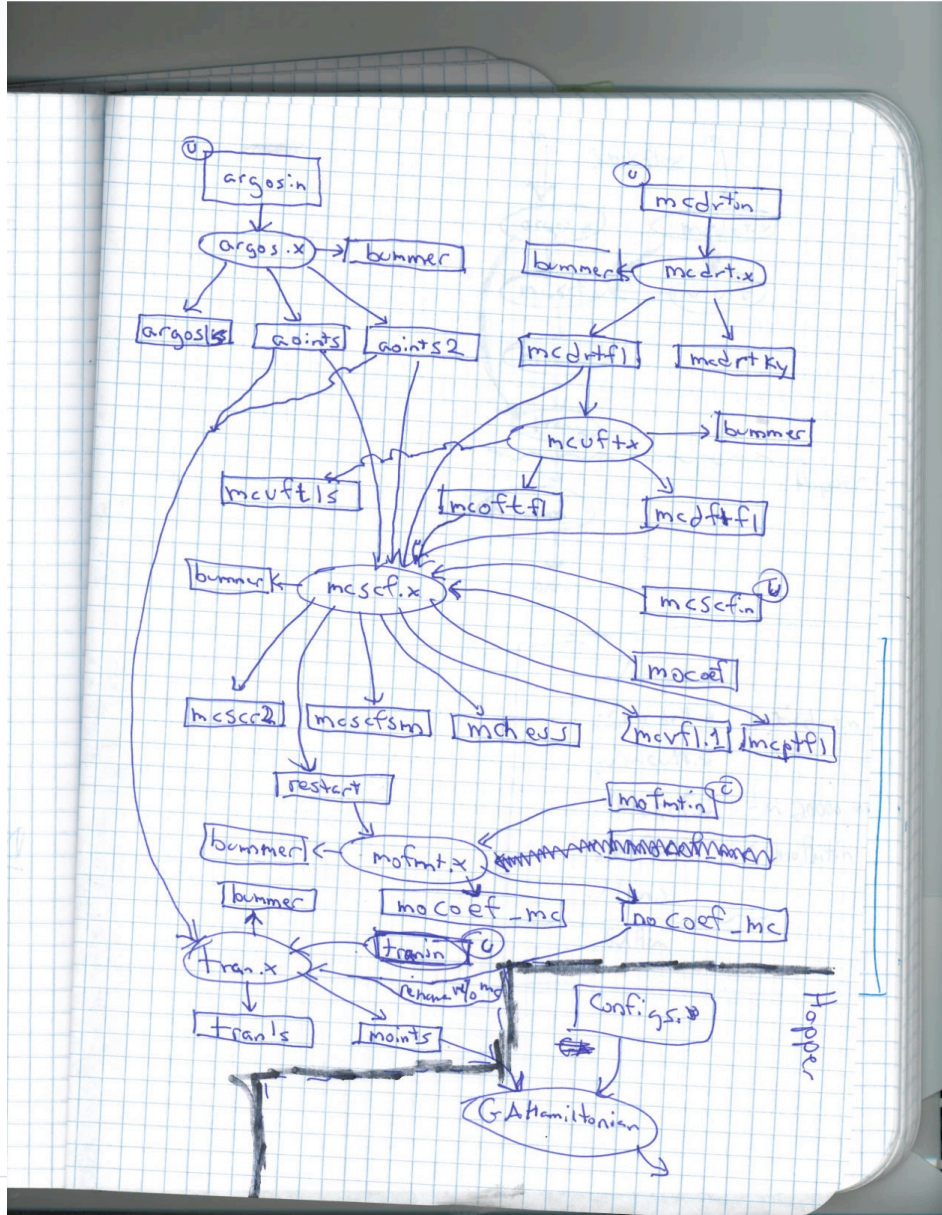 U
argosin
U
mcdrtin
argos.x
bummer
bummer
mcdrt.x
argosls
aoints
aoints2
mcdrtfl
mcdrtky
mcuft.x
bummer
mcuftls
mcoftfl
mcdftfl
bummer
mcscf.x
mcscfin
U
mocoef
mcscr2
mcscfsm
mchess
mcvfl.1
mcptfl
restart
mofmtin
U
bummer
mofmt.x
bummer
mocoef_mc
nocoef_mc
tranin
U
tran.x
Configs.
Hopper
tranls
moints
GAHamiltonian